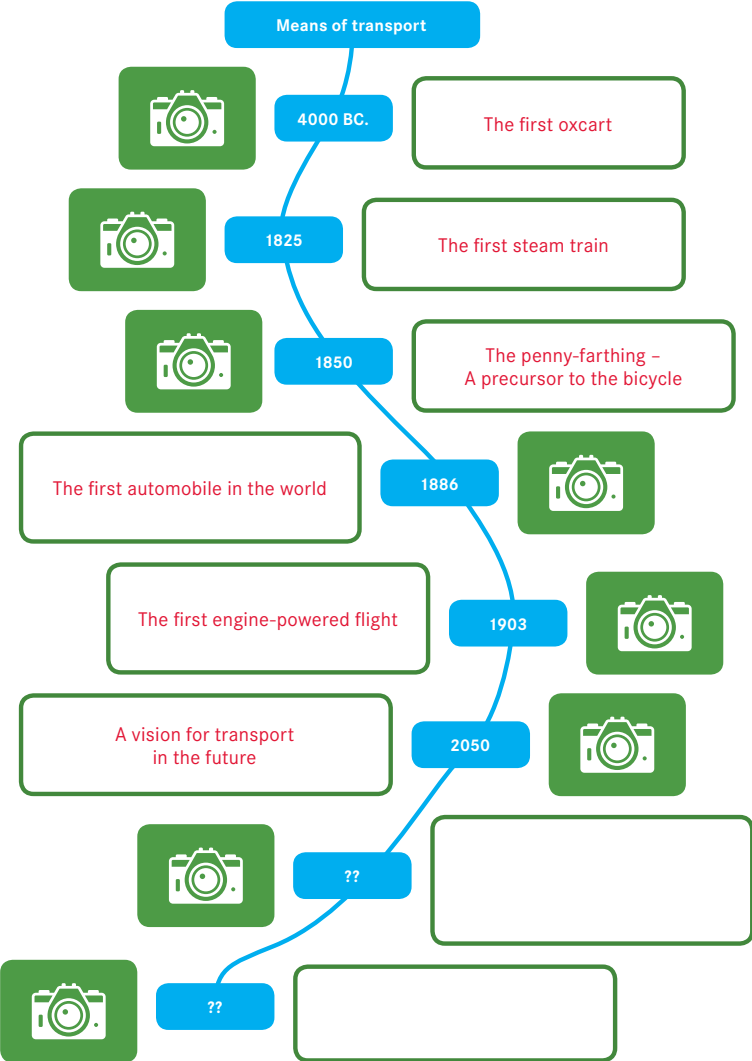 Means of transport
4000 BC.
The first oxcart
1825
The first steam train
1850
The penny-farthing –
A precursor to the bicycle
The first automobile in the world
1886
The first engine-powered flight
1903
A vision for transport
in the future
2050
??
??